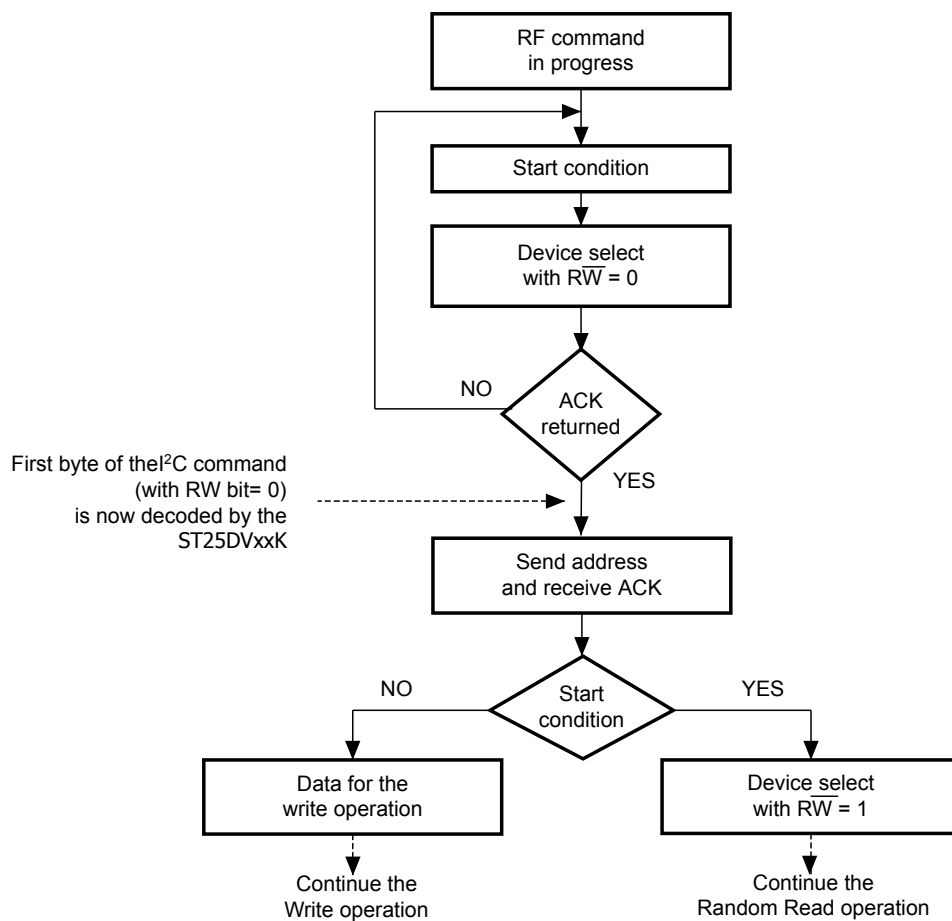 RF command
in progress
Start condition
Device select
with RW̅ = 0
NO
ACK
returned
YES
First byte of theI²C command
(with RW bit= 0)
is now decoded by the
ST25DVxxK
Send address
and receive ACK
NO
Start
condition
YES
Data for the
write operation
Device select
with RW̅ = 1
Continue the
Write operation
Continue the
Random Read operation